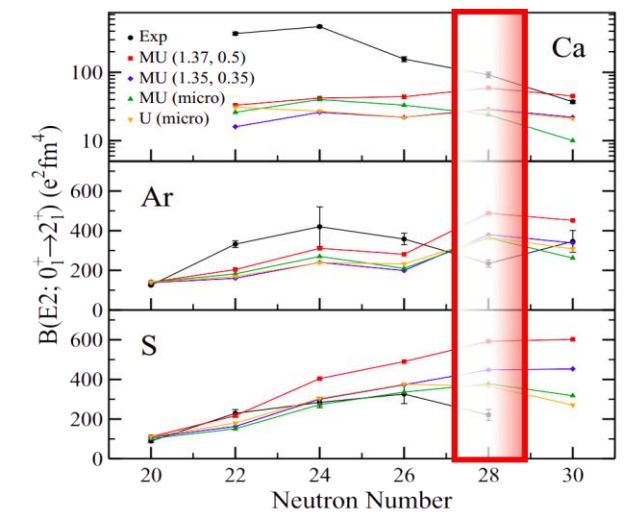 Ca
Exp
MU (1.37, 0.5)
MU (1.35, 0.35)
MU (micro)
U (micro)
100
10
Ar
600
400
200
0
S
600
400
200
0
B(E2; 0₁⁺→2₁⁺) (e²fm⁴)
20 22 24 26 28 30
Neutron Number